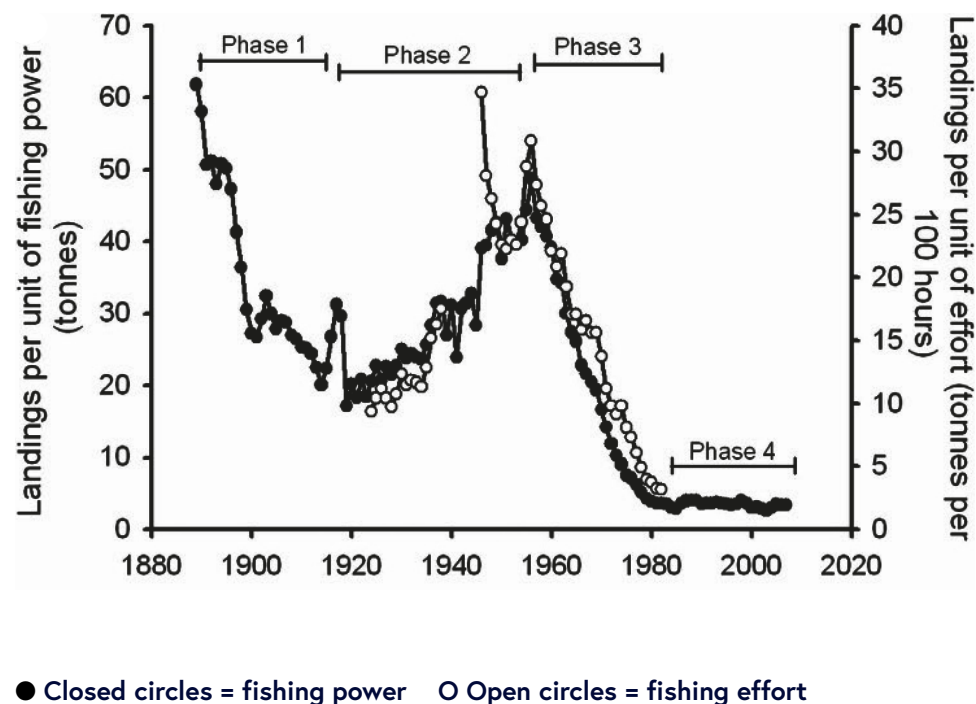 Landings per unit of fishing power
(tonnes)
70
60
50
40
30
20
10
0
Phase 1
Phase 2
Phase 3
Phase 4
40
35
30
25
20
15
10
5
0
Landings per unit of effort (tonnes per
100 hours)
1880 1900 1920 1940 1960 1980 2000 2020
Closed circles = fishing power Open circles = fishing effort